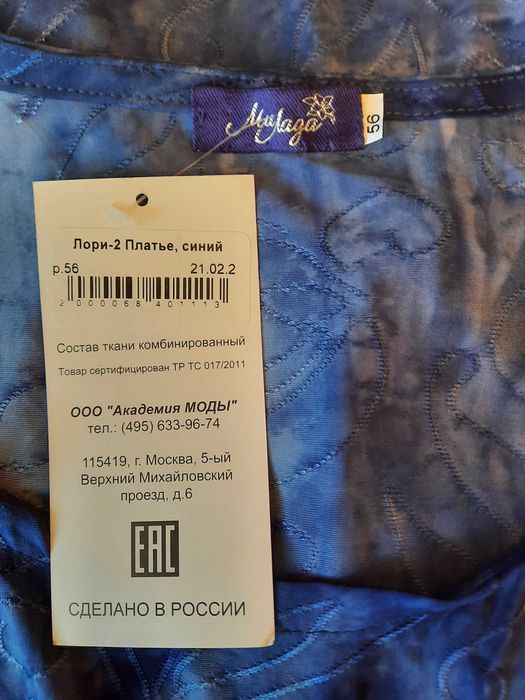 МиЛада
56
Лори-2 Платье, синий
р.56 21.02.2
2000068401113
Состав ткани комбинированный
Товар сертифицирован ТР ТС 017/2011
ООО "Академия МОДЫ"
тел.: (495) 633-96-74
115419, г. Москва, 5-ый
Верхний Михайловский
проезд, д.6
EAC
СДЕЛАНО В РОССИИ